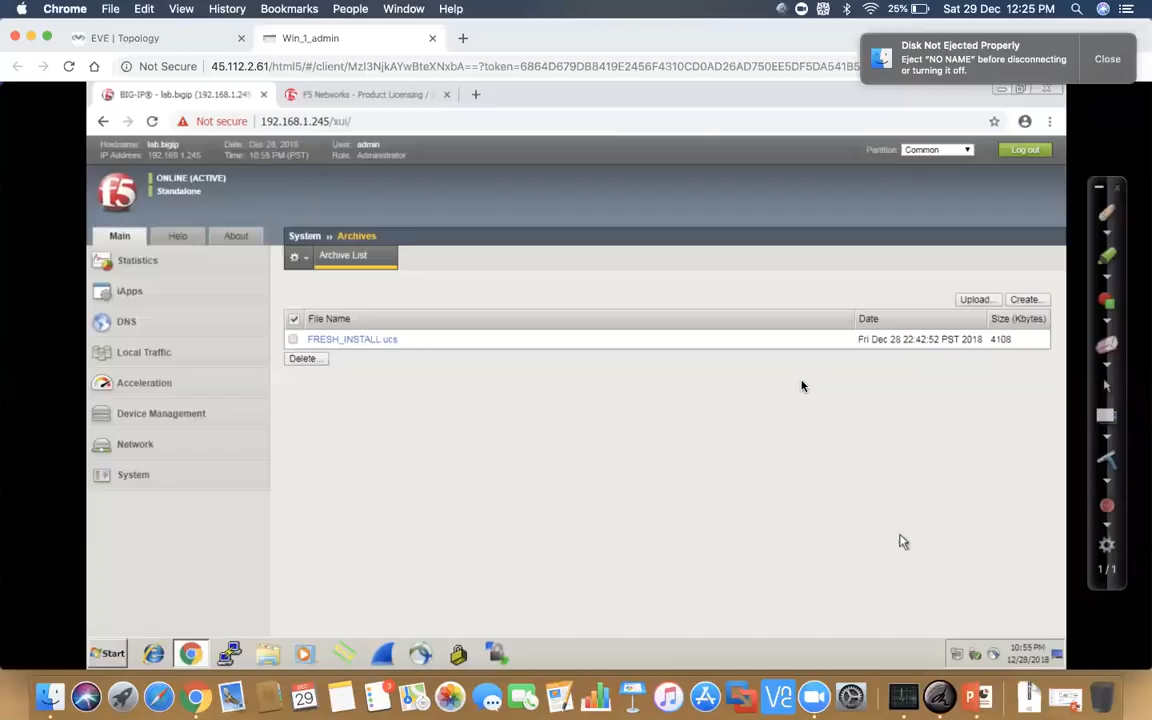 Chrome File Edit View History Bookmarks People Window Help 25% Sat 29 Dec 12:25 PM
EVE | Topology Win_1_admin
Not Secure 45.112.2.61/html5/#/client/MzI3NjkAYwBteXNxbA==?token=6864D679DB8419E2456F4310CD0AD26AD750EE5DF5DA541B5
Disk Not Ejected Properly
Eject "NO NAME" before disconnecting
or turning it off.
Close
BIG-IP® - lab.bigip (192.168.1.245 F5 Networks - Product Licensing /
Not secure 192.168.1.245/xui/
Hostname: lab.bigip Date: Dec 28, 2018 User: admin
IP Address: 192.168.1.245 Time: 10:55 PM (PST) Role: Administrator
Partition: Common Log out
f5
ONLINE (ACTIVE)
Standalone
Main Help About
System » Archives
Archive List
Statistics
iApps
DNS
Local Traffic
Acceleration
Device Management
Network
System
Upload... Create...
File Name Date Size (Kbytes)
FRESH_INSTALL.ucs Fri Dec 28 22:42:52 PST 2018 4108
Delete...
1/1
Start
10:55 PM
12/28/2018
DEC
29
3